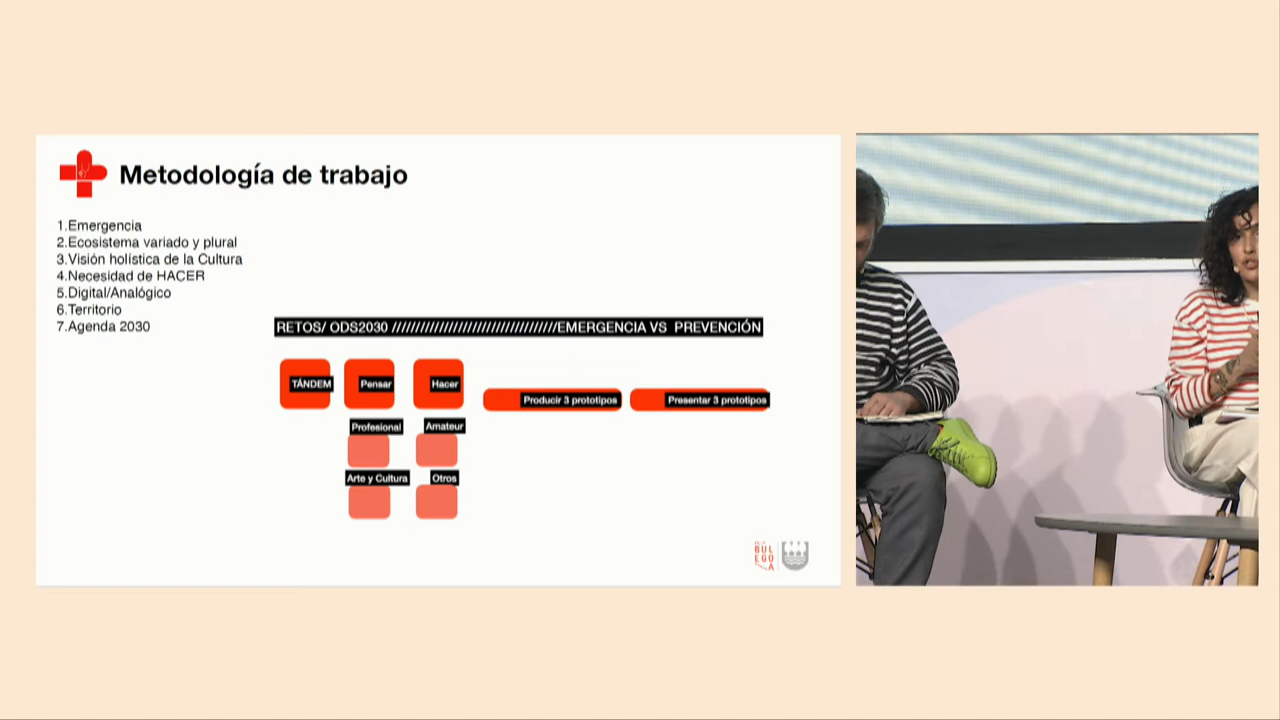 Metodología de trabajo
1.Emergencia
2.Ecosistema variado y plural
3.Visión holística de la Cultura
4.Necesidad de HACER
5.Digital/Analógico
6.Territorio
7.Agenda 2030
RETOS/ ODS2030 ///////////////////////////////////EMERGENCIA VS PREVENCIÓN
TÁNDEM
Pensar
Hacer
Producir 3 prototipos
Presentar 3 prototipos
Profesional
Amateur
Arte y Cultura
Otros